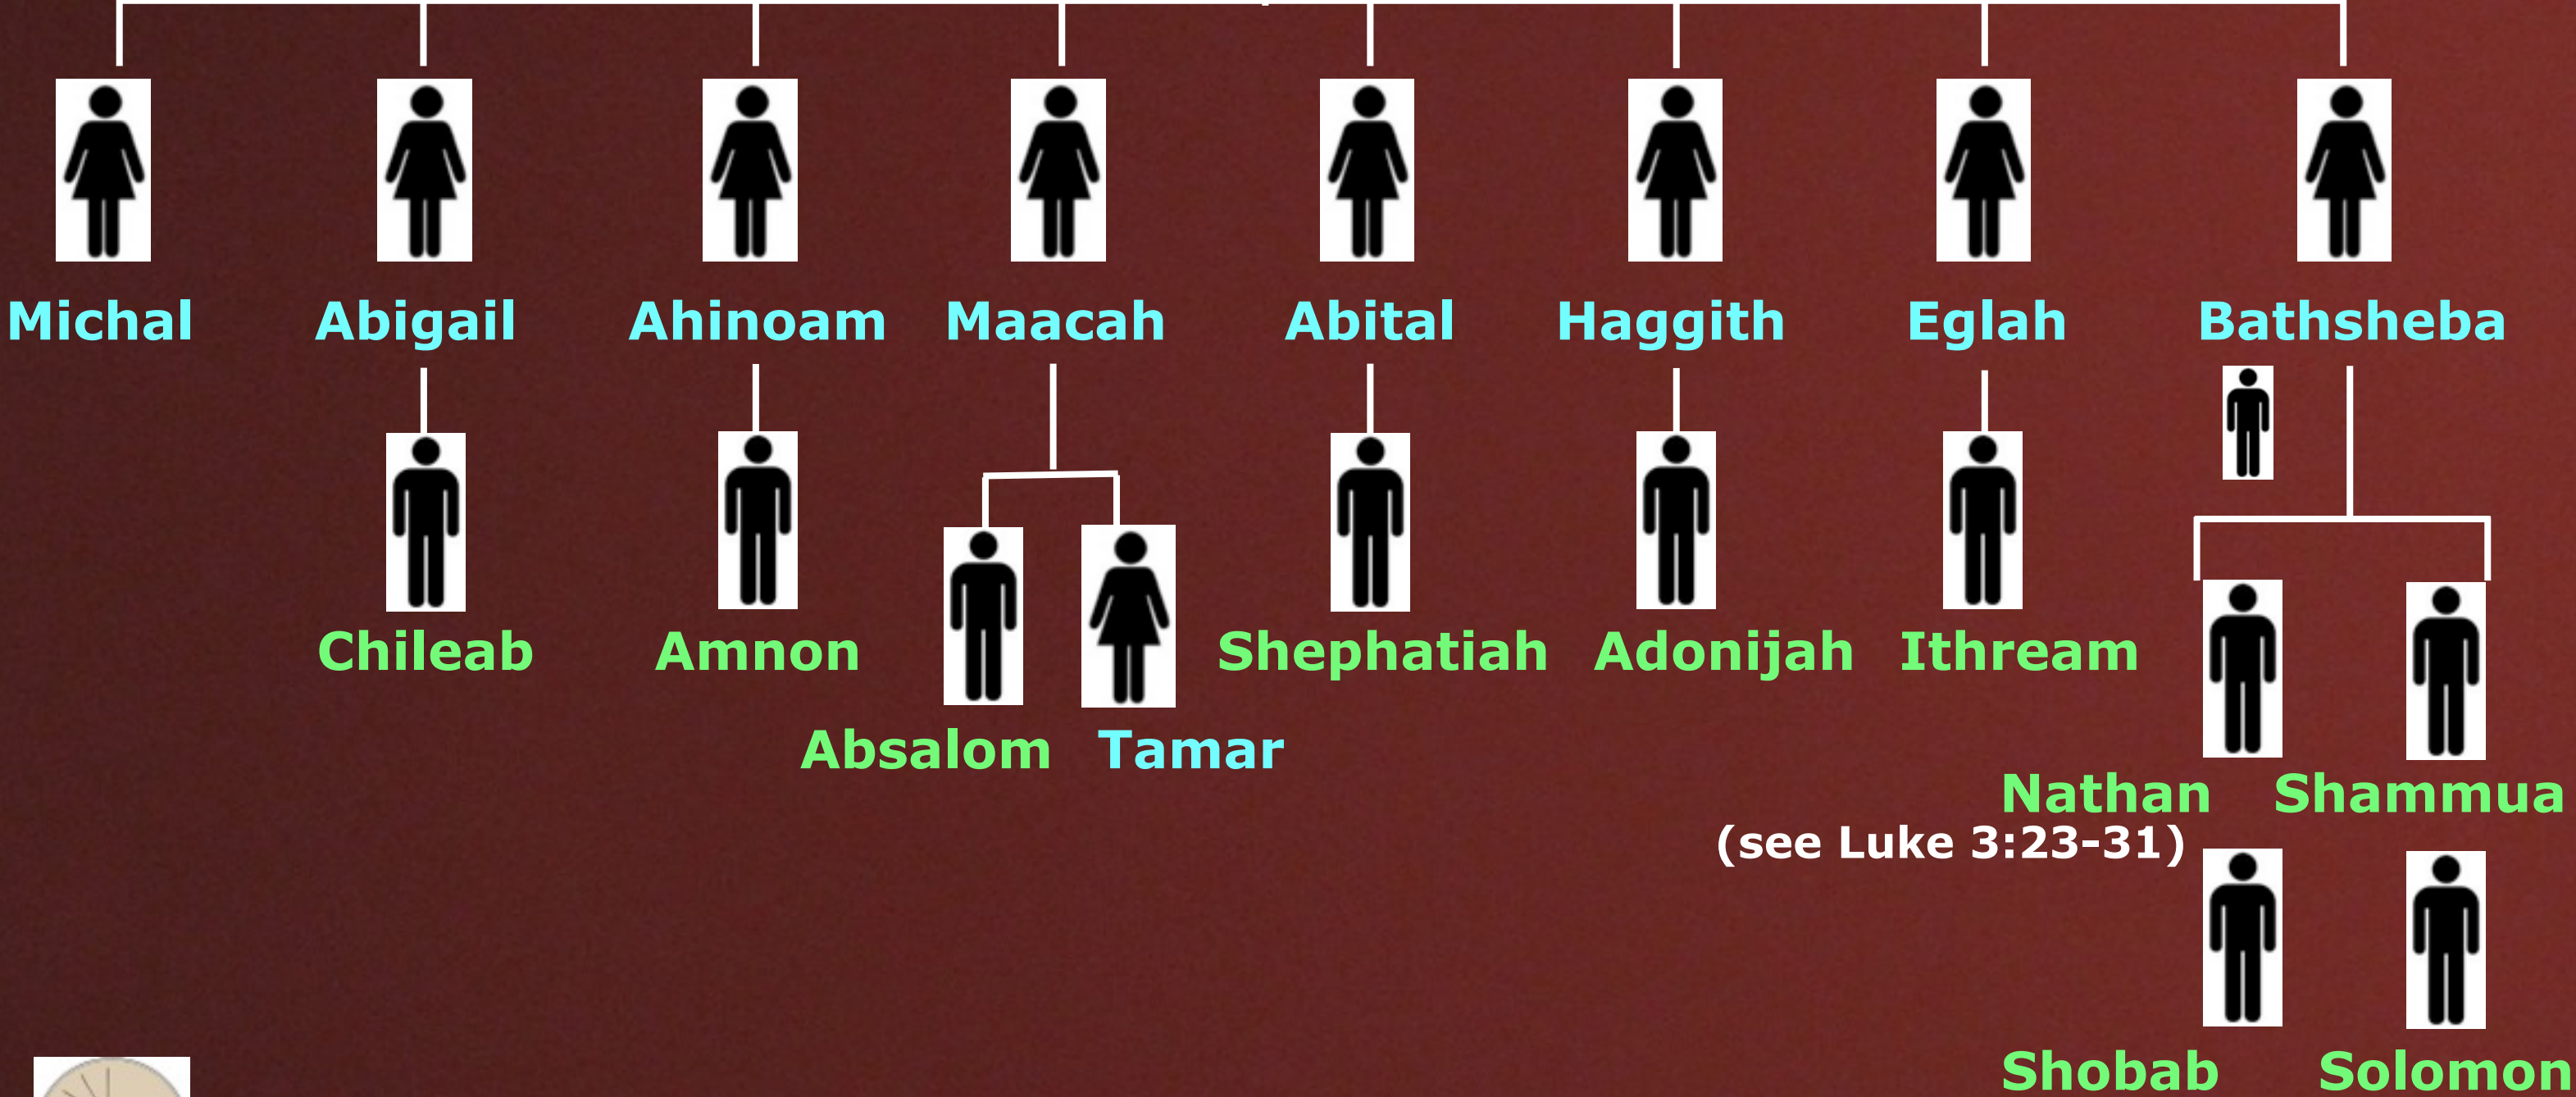 Michal Abigail Ahinoam Maacah Abital Haggith Eglah Bathsheba
Chileab Amnon Shephatiah Adonijah Ithream
Absalom Tamar
Nathan Shammua
(see Luke 3:23-31)
Shobab Solomon